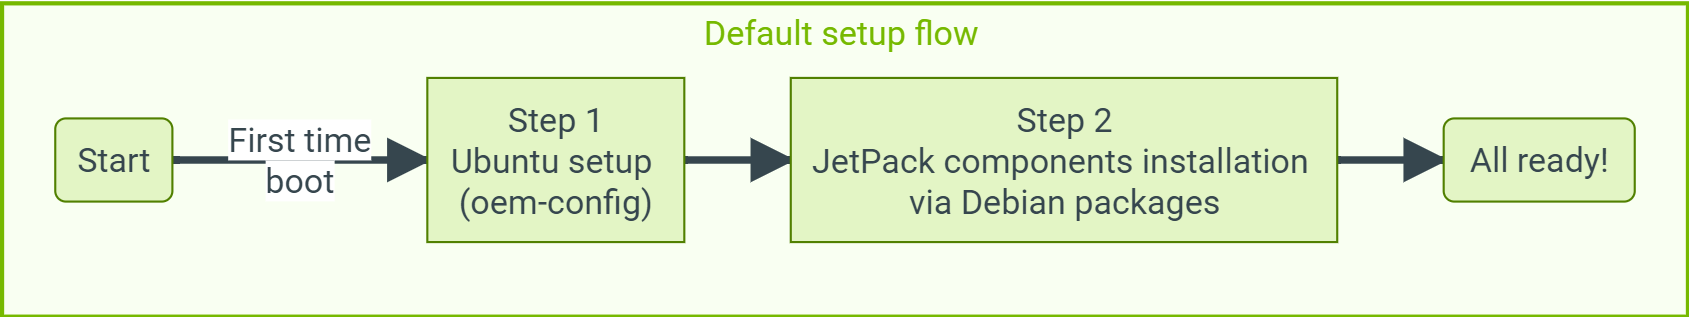 Default setup flow
Start
First time
boot
Step 1
Ubuntu setup
(oem-config)
Step 2
JetPack components installation
via Debian packages
All ready!